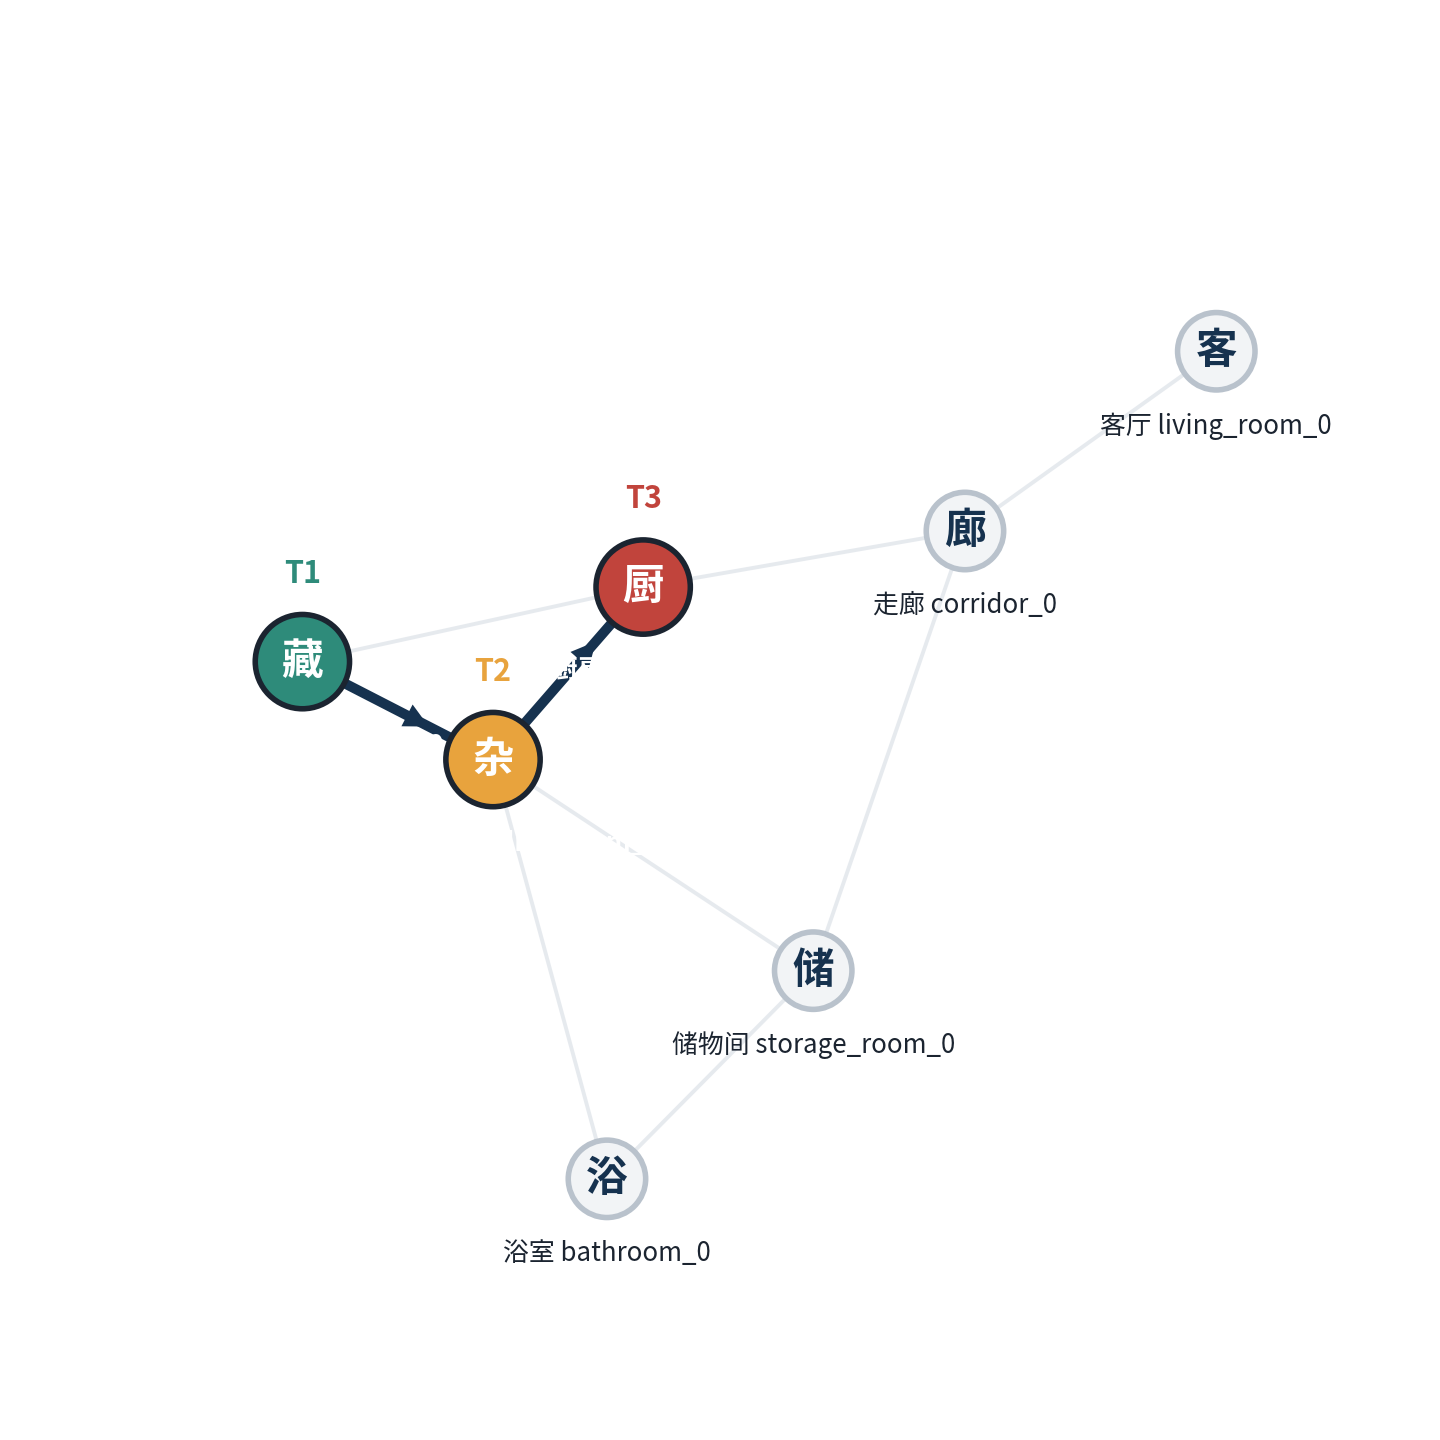 客
客厅 living_room_0
T3
廊
厨
走廊 corridor_0
T1
藏
T2
杂
储
储物间 storage_room_0
浴
浴室 bathroom_0